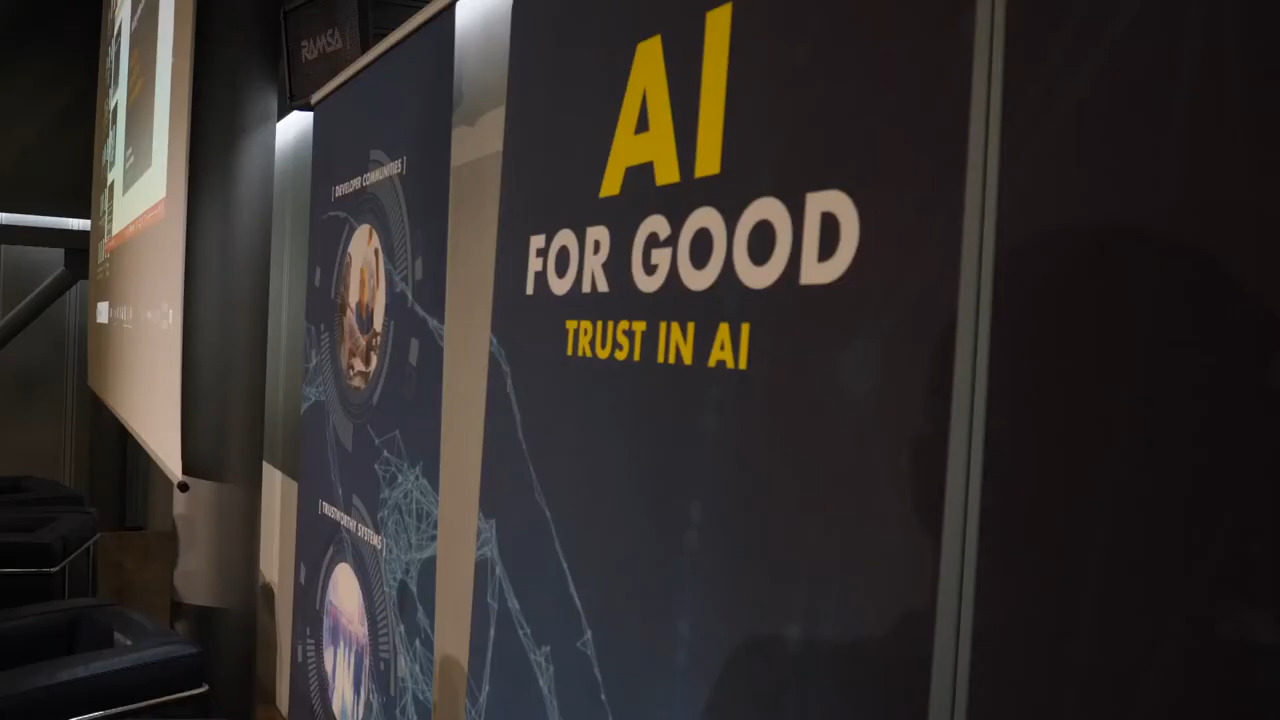 RAMSA
[ DEVELOPER COMMUNITIES ]
[ TRUSTWORTHY SYSTEMS ]
AI
FOR GOOD
TRUST IN AI